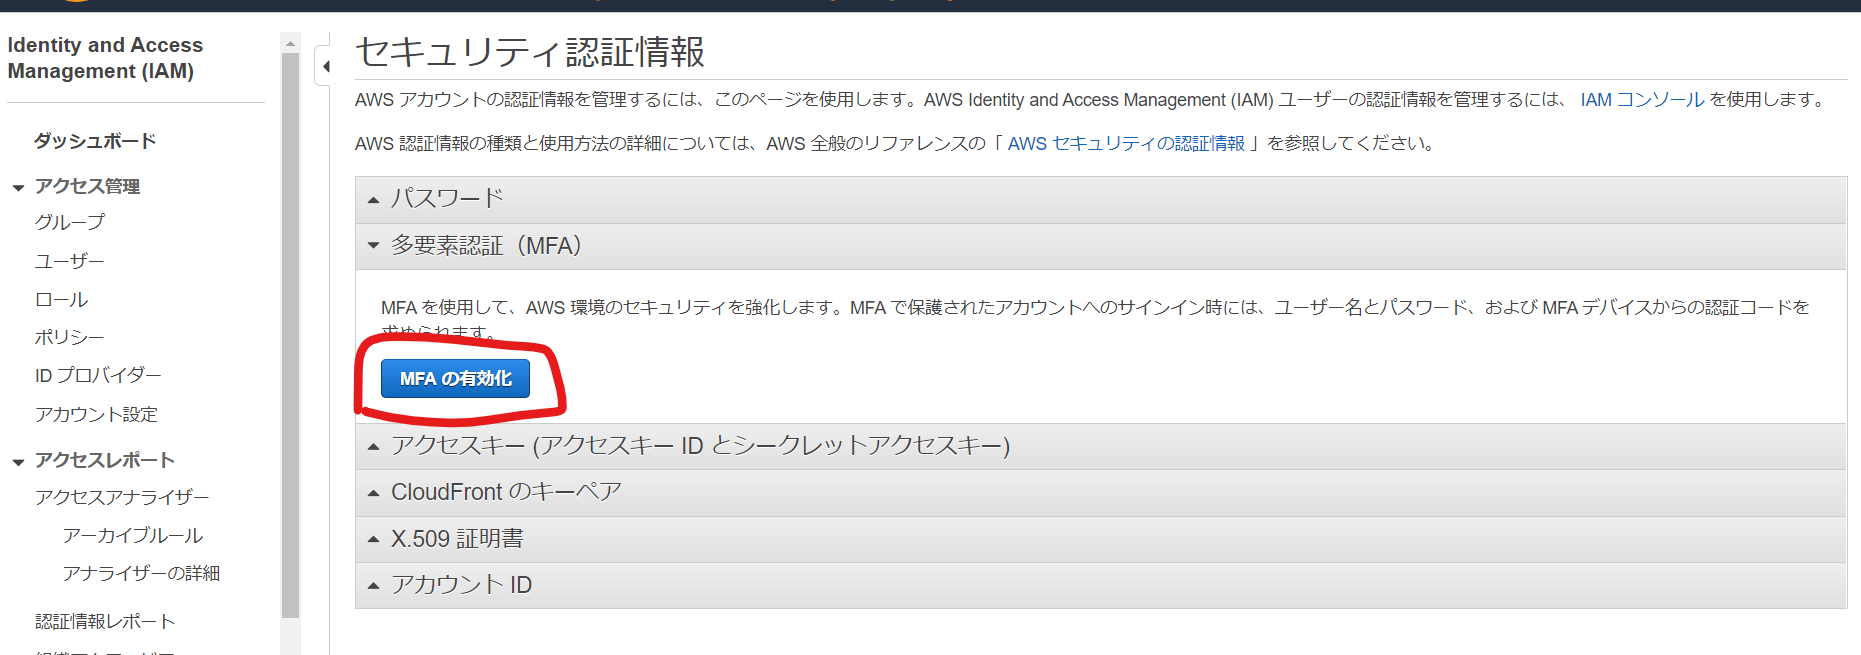 Identity and Access
Management (IAM)
ダッシュボード
アクセス管理
グループ
ユーザー
ロール
ポリシー
ID プロバイダー
アカウント設定
アクセスレポート
アクセスアナライザー
アーカイブルール
アナライザーの詳細
認証情報レポート
セキュリティ認証情報
AWS アカウントの認証情報を管理するには、このページを使用します。AWS Identity and Access Management (IAM) ユーザーの認証情報を管理するには、 IAM コンソール を使用します。
AWS 認証情報の種類と使用方法の詳細については、AWS 全般のリファレンスの「 AWS セキュリティの認証情報 」を参照してください。
パスワード
多要素認証（MFA）
MFA を使用して、AWS 環境のセキュリティを強化します。MFA で保護されたアカウントへのサインイン時には、ユーザー名とパスワード、および MFA デバイスからの認証コードを
求められます。
MFA の有効化
アクセスキー (アクセスキー ID とシークレットアクセスキー)
CloudFront のキーペア
X.509 証明書
アカウント ID